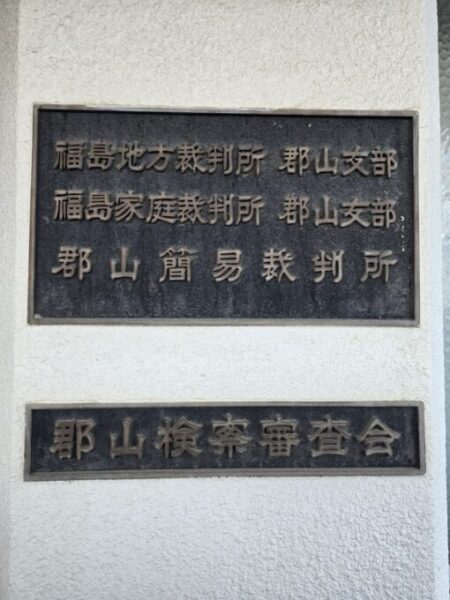 福島地方裁判所 郡山支部
福島家庭裁判所 郡山支部
郡山簡易裁判所
郡山検察審査会